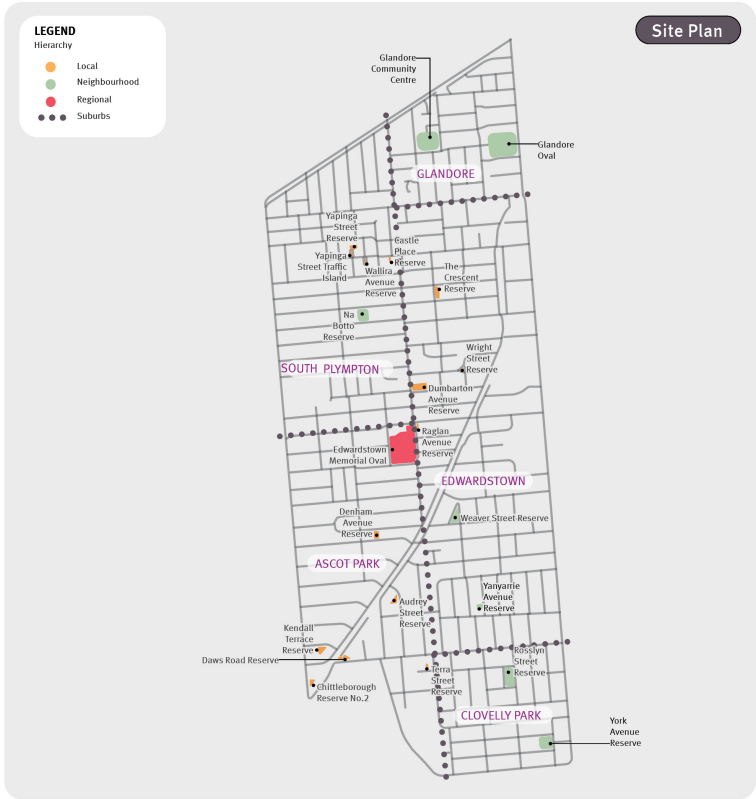 LEGEND
Hierarchy
Local
Neighbourhood
Regional
Suburbs
Site Plan
Glandore
Community
Centre
Glandore
Oval
GLANDORE
Yapinga
Street
Reserve
Yapinga
Street Traffic
Island
Wallira
Avenue
Reserve
Castle
Place
Reserve
The
Crescent
Reserve
Na
Botto
Reserve
Wright
Street
Reserve
SOUTH PLYMPTON
Dumbarton
Avenue
Reserve
Raglan
Avenue
Reserve
Edwardstown
Memorial Oval
EDWARDSTOWN
Denham
Avenue
Reserve
Weaver Street Reserve
ASCOT PARK
Yanyarrie
Avenue
Reserve
Audrey
Street
Reserve
Kendall
Terrace
Reserve
Daws Road Reserve
Rosslyn
Street
Reserve
Terra
Street
Reserve
Chittleborough
Reserve No.2
CLOVELLY PARK
York
Avenue
Reserve